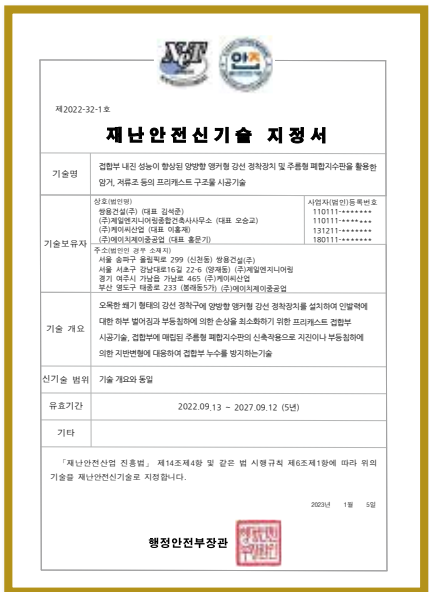 NET
안전
제2022-32-1호
재난안전신기술 지정서
기술명
접합부 내진 성능이 향상된 양방향 앵커형 강선 정착장치 및 주름형 폐합지수판을 활용한
암거, 저류조 등의 프리캐스트 구조물 시공기술
기술보유자
상호(법인명)
사업자(법인)등록번호
쌍용건설(주) (대표 김석준)
110111-*******
(주)제일엔지니어링종합건축사사무소 (대표 오승교)
110111-*******
(주)케이씨산업 (대표 이홍재)
131211-*******
(주)에이치제이중공업 (대표 홍문기)
180111-*******
주소(법인인 경우 소재지)
서울 송파구 올림픽로 299 (신천동) 쌍용건설(주)
서울 서초구 강남대로16길 22-6 (양재동) (주)제일엔지니어링
경기 여주시 가남읍 가남로 465 (주)케이씨산업
부산 영도구 태종로 233 (봉래동5가) (주)에이치제이중공업
기술 개요
오목한 쐐기 형태의 강선 정착구에 양방향 앵커형 강선 정착장치를 설치하여 인발력에
대한 하부 벌어짐과 부등침하에 의한 손상을 최소화하기 위한 프리캐스트 접합부
시공기술, 접합부에 매립된 주름형 폐합지수판의 신축작용으로 지진이나 부등침하에
의한 지반변형에 대응하여 접합부 누수를 방지하는기술
신기술 범위
기술 개요와 동일
유효기간
2022.09.13 ~ 2027.09.12 (5년)
기타
「재난안전산업 진흥법」 제14조제4항 및 같은 법 시행규칙 제6조제1항에 따라 위의
기술을 재난안전신기술로 지정합니다.
2023년 1월 5일
행정안전부장관